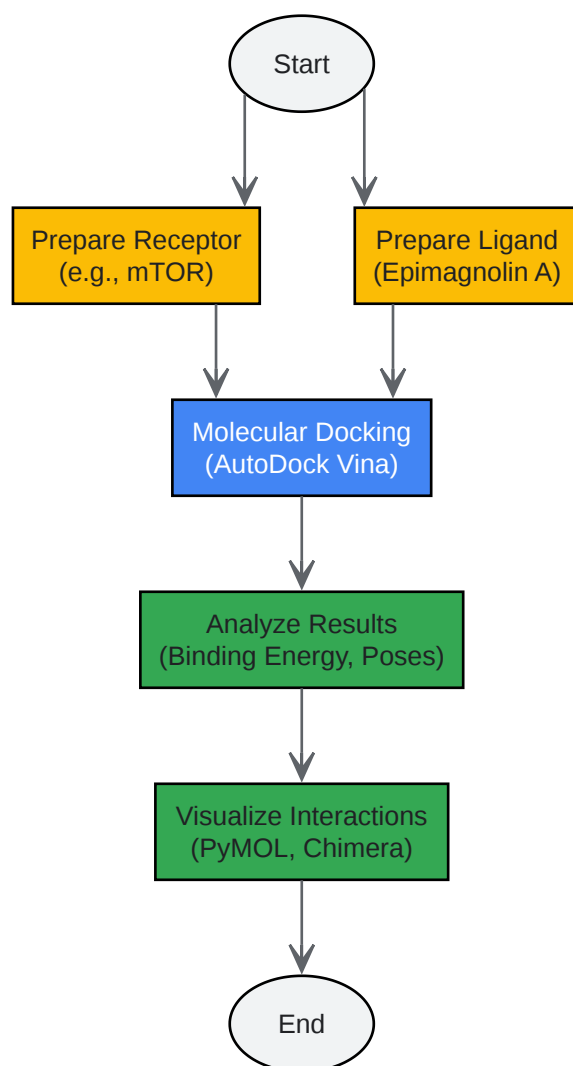 Start
Prepare Receptor
(e.g., mTOR)
Prepare Ligand
(Epimagnolin A)
Molecular Docking
(AutoDock Vina)
Analyze Results
(Binding Energy, Poses)
Visualize Interactions
(PyMOL, Chimera)
End